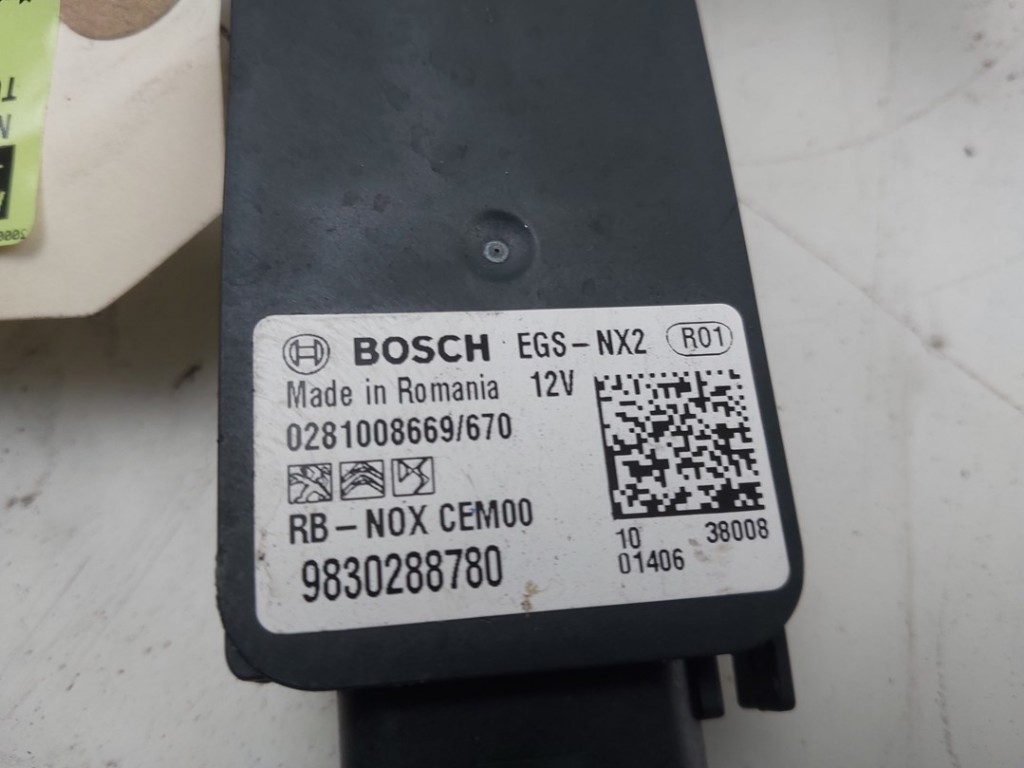 BOSCH EGS-NX2 R01
Made in Romania 12V
0281008669/670
RB-NOX CEM00
9830288780
10 38008
01406